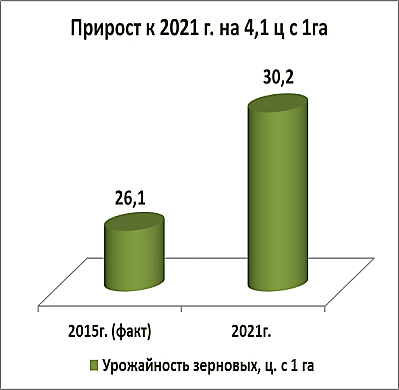 Прирост к 2021 г. на 4,1 ц с 1га
30,2
26,1
2015г. (факт) 2021г.
Урожайность зерновых, ц. с 1 га